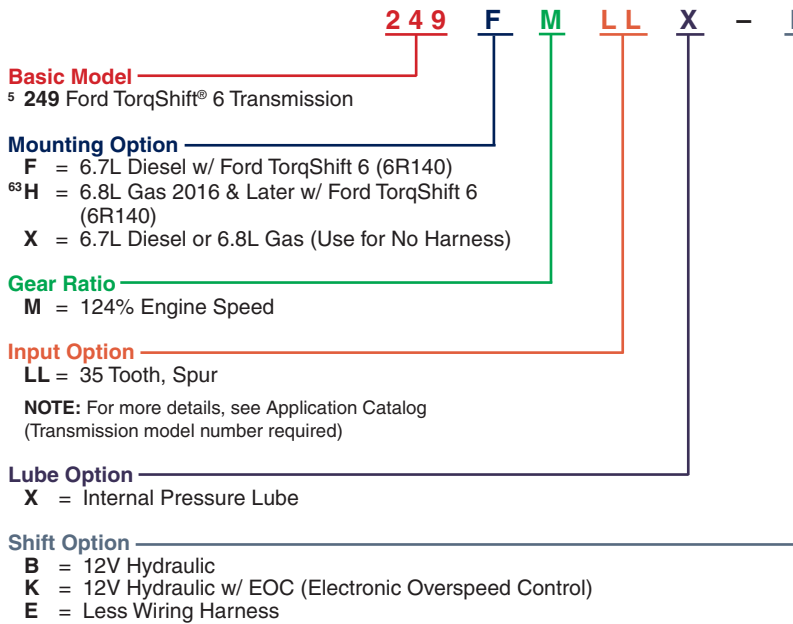 249 F M LL X –
Basic Model
5 249 Ford TorqShift® 6 Transmission
Mounting Option
F = 6.7L Diesel w/ Ford TorqShift 6 (6R140)
63 H = 6.8L Gas 2016 & Later w/ Ford TorqShift 6
(6R140)
X = 6.7L Diesel or 6.8L Gas (Use for No Harness)
Gear Ratio
M = 124% Engine Speed
Input Option
LL = 35 Tooth, Spur
NOTE: For more details, see Application Catalog
(Transmission model number required)
Lube Option
X = Internal Pressure Lube
Shift Option
B = 12V Hydraulic
K = 12V Hydraulic w/ EOC (Electronic Overspeed Control)
E = Less Wiring Harness